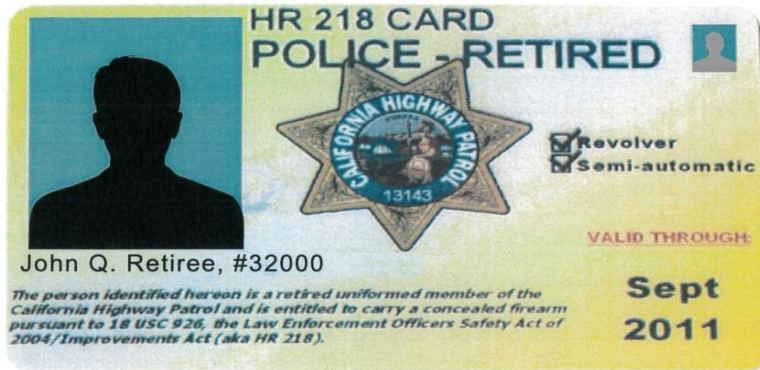 HR 218 CARD
POLICE - RETIRED
CALIFORNIA HIGHWAY PATROL
EUREKA
13143
Revolver
Semi-automatic
VALID THROUGH:
Sept
2011
John Q. Retiree, #32000
The person identified hereon is a retired uniformed member of the
California Highway Patrol and is entitled to carry a concealed firearm
pursuant to 18 USC 926, the Law Enforcement Officers Safety Act of
2004/Improvements Act (aka HR 218).